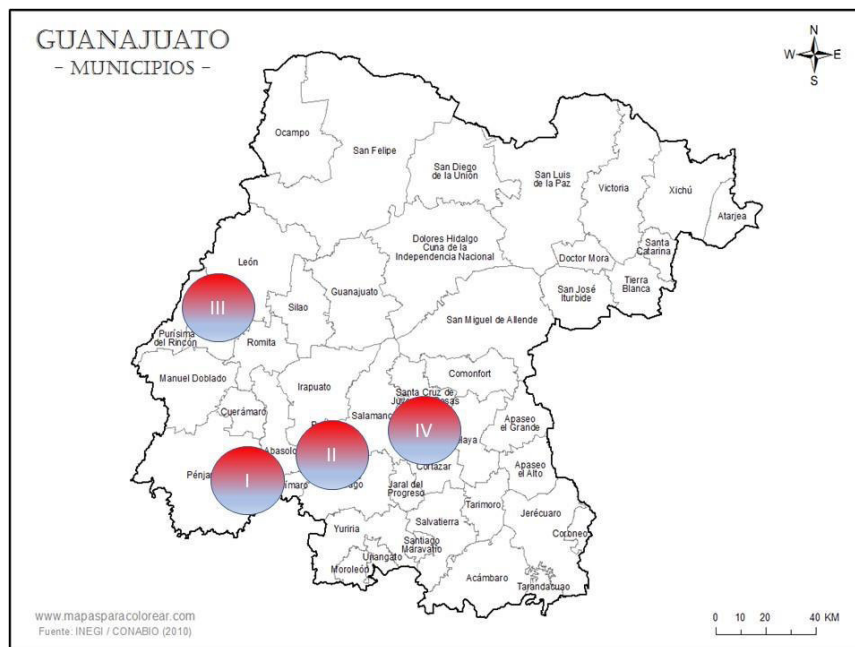 GUANAJUATO
- MUNICIPIOS -
N
W E
S
Ocampo
San Felipe
San Diego
de la Unión
San Luis
de la Paz
Victoria
Xichú
Atarjea
León
Dolores Hidalgo
Cuna de la
Independencia Nacional
Doctor Mora
Santa
Catarina
Guanajuato
Silao
San José
Iturbide
Tierra
Blanca
III
San Miguel de Allende
Purísima
del Rincón
Romita
Manuel Doblado
Irapuato
Comonfort
Cuerámaro
Salamanc
Santa Cruz de
Apaseo
el Grande
IV
Abasolo
II
Cortazar
Pénja
I
Jaral del
Progreso
Apaseo
el Alto
Tarimoro
Jerécuaro
Yuriria
Salvatierra
Coroneo
Santiago
Maravatío
Uriangato
Moroleón
Acámbaro
Tarandacuao
www.mapasparacolorear.com
Fuente: INEGI / CONABIO (2010)
0 10 20 40 KM